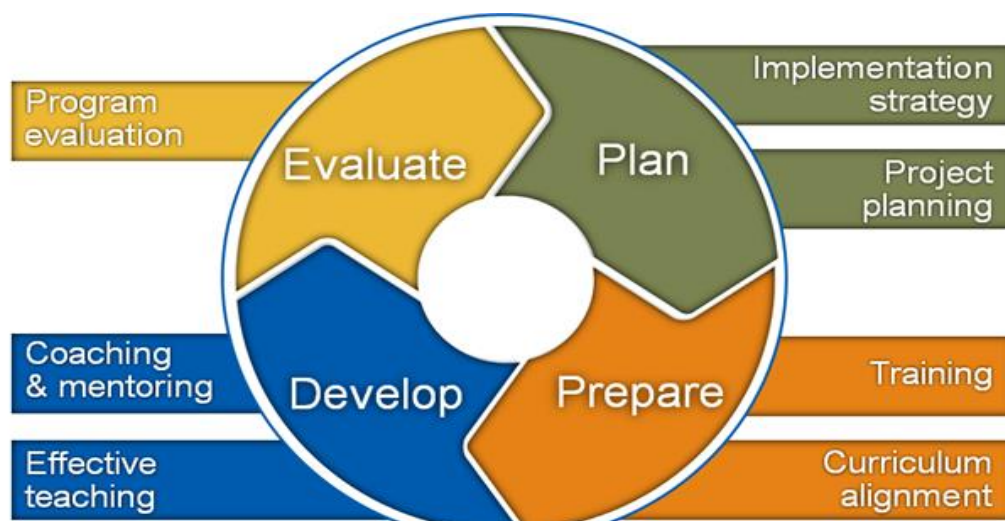 Program
evaluation
Evaluate
Plan
Implementation
strategy
Project
planning
Coaching
& mentoring
Develop
Prepare
Training
Effective
teaching
Curriculum
alignment